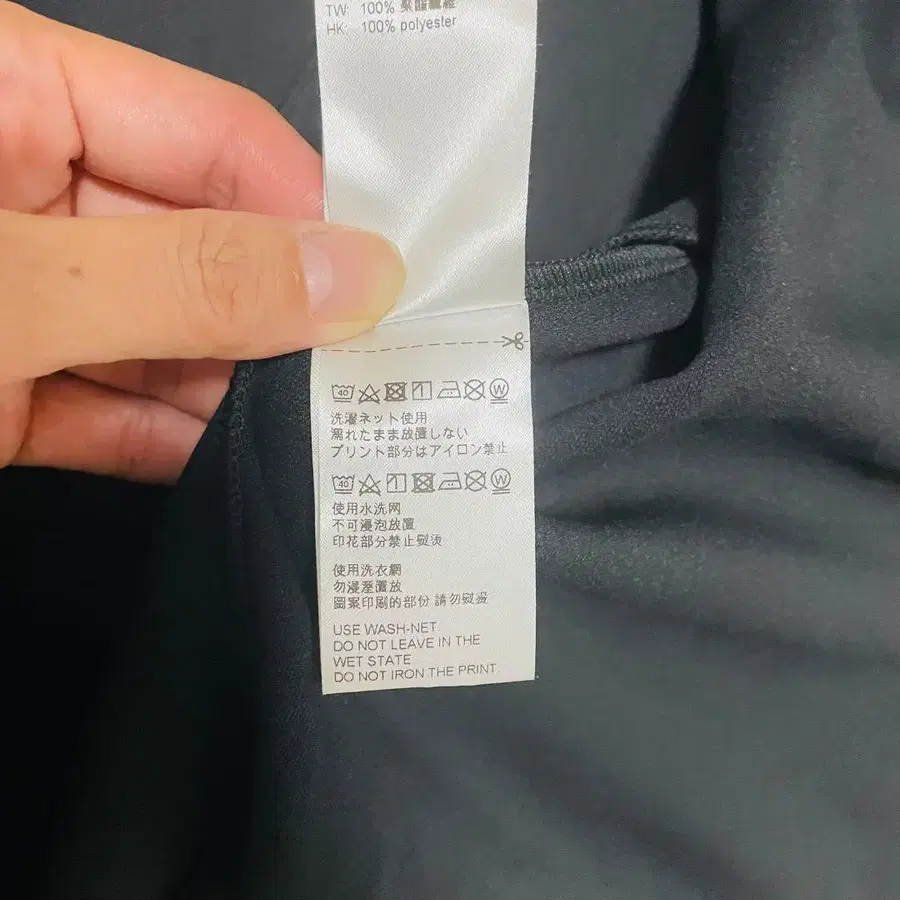 TW: 100% 聚酯纖維
HK: 100% polyester
40 W
洗濯ネット使用
濡れたまま放置しない
プリント部分はアイロン禁止
40 W
使用水洗网
不可浸泡放置
印花部分禁止熨烫
使用洗衣網
勿浸溼置放
圖案印刷的部份 請勿熨燙
USE WASH-NET.
DO NOT LEAVE IN THE
WET STATE
DO NOT IRON THE PRINT.